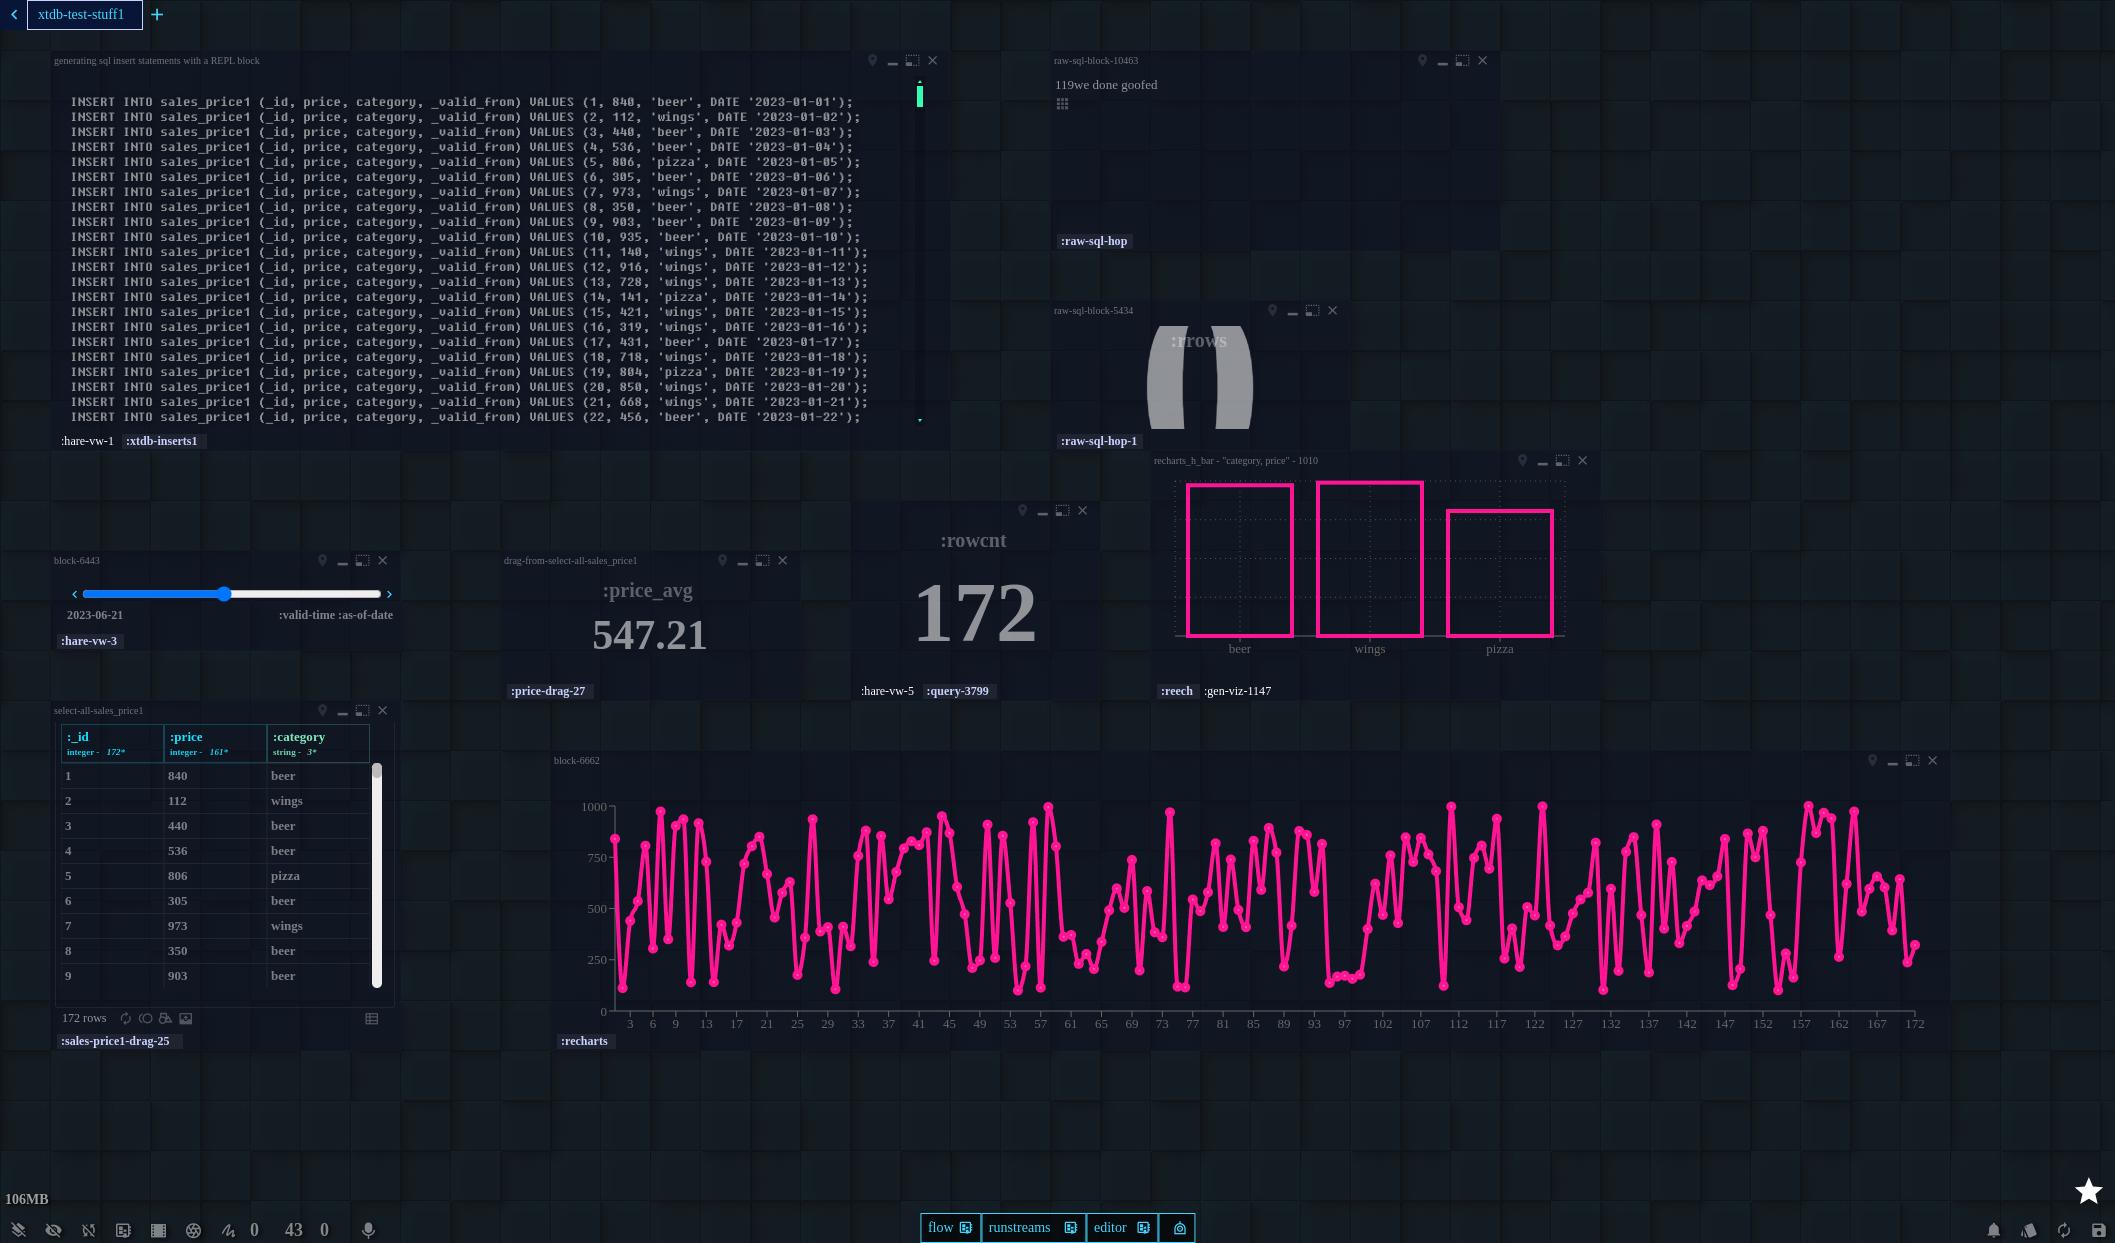 xtdb-test-stuff1
generating sql insert statements with a REPL block
INSERT INTO sales_price1 (_id, price, category, _valid_from) VALUES (1, 840, 'beer', DATE '2023-01-01');
INSERT INTO sales_price1 (_id, price, category, _valid_from) VALUES (2, 112, 'wings', DATE '2023-01-02');
INSERT INTO sales_price1 (_id, price, category, _valid_from) VALUES (3, 440, 'beer', DATE '2023-01-03');
INSERT INTO sales_price1 (_id, price, category, _valid_from) VALUES (4, 536, 'beer', DATE '2023-01-04');
INSERT INTO sales_price1 (_id, price, category, _valid_from) VALUES (5, 806, 'pizza', DATE '2023-01-05');
INSERT INTO sales_price1 (_id, price, category, _valid_from) VALUES (6, 305, 'beer', DATE '2023-01-06');
INSERT INTO sales_price1 (_id, price, category, _valid_from) VALUES (7, 973, 'wings', DATE '2023-01-07');
INSERT INTO sales_price1 (_id, price, category, _valid_from) VALUES (8, 350, 'beer', DATE '2023-01-08');
INSERT INTO sales_price1 (_id, price, category, _valid_from) VALUES (9, 903, 'beer', DATE '2023-01-09');
INSERT INTO sales_price1 (_id, price, category, _valid_from) VALUES (10, 935, 'beer', DATE '2023-01-10');
INSERT INTO sales_price1 (_id, price, category, _valid_from) VALUES (11, 140, 'wings', DATE '2023-01-11');
INSERT INTO sales_price1 (_id, price, category, _valid_from) VALUES (12, 916, 'wings', DATE '2023-01-12');
INSERT INTO sales_price1 (_id, price, category, _valid_from) VALUES (13, 728, 'wings', DATE '2023-01-13');
INSERT INTO sales_price1 (_id, price, category, _valid_from) VALUES (14, 141, 'pizza', DATE '2023-01-14');
INSERT INTO sales_price1 (_id, price, category, _valid_from) VALUES (15, 421, 'wings', DATE '2023-01-15');
INSERT INTO sales_price1 (_id, price, category, _valid_from) VALUES (16, 319, 'wings', DATE '2023-01-16');
INSERT INTO sales_price1 (_id, price, category, _valid_from) VALUES (17, 431, 'beer', DATE '2023-01-17');
INSERT INTO sales_price1 (_id, price, category, _valid_from) VALUES (18, 718, 'wings', DATE '2023-01-18');
INSERT INTO sales_price1 (_id, price, category, _valid_from) VALUES (19, 804, 'pizza', DATE '2023-01-19');
INSERT INTO sales_price1 (_id, price, category, _valid_from) VALUES (20, 850, 'wings', DATE '2023-01-20');
INSERT INTO sales_price1 (_id, price, category, _valid_from) VALUES (21, 668, 'wings', DATE '2023-01-21');
INSERT INTO sales_price1 (_id, price, category, _valid_from) VALUES (22, 456, 'beer', DATE '2023-01-22');
:hare-vw-1 :xtdb-inserts1
raw-sql-block-10463
119we done goofed
:raw-sql-hop
raw-sql-block-5434
:rrows
()
:raw-sql-hop-1
recharts_h_bar - "category, price" - 1010
beer wings pizza
:reech :gen-viz-1147
block-6443
2023-06-21 :valid-time :as-of-date
:hare-vw-3
drag-from-select-all-sales_price1
:price_avg
547.21
:price-drag-27
:rowcnt
172
:hare-vw-5 :query-3799
select-all-sales_price1
:_id :price :category
integer - 172* integer - 161* string - 3*
1 840 beer
2 112 wings
3 440 beer
4 536 beer
5 806 pizza
6 305 beer
7 973 wings
8 350 beer
9 903 beer
172 rows
:sales-price1-drag-25
block-6662
1000
750
500
250
0
3 6 9 13 17 21 25 29 33 37 41 45 49 53 57 61 65 69 73 77 81 85 89 93 97 102 107 112 117 122 127 132 137 142 147 152 157 162 167 172
:recharts
106MB
0 43 0
flow runstreams editor